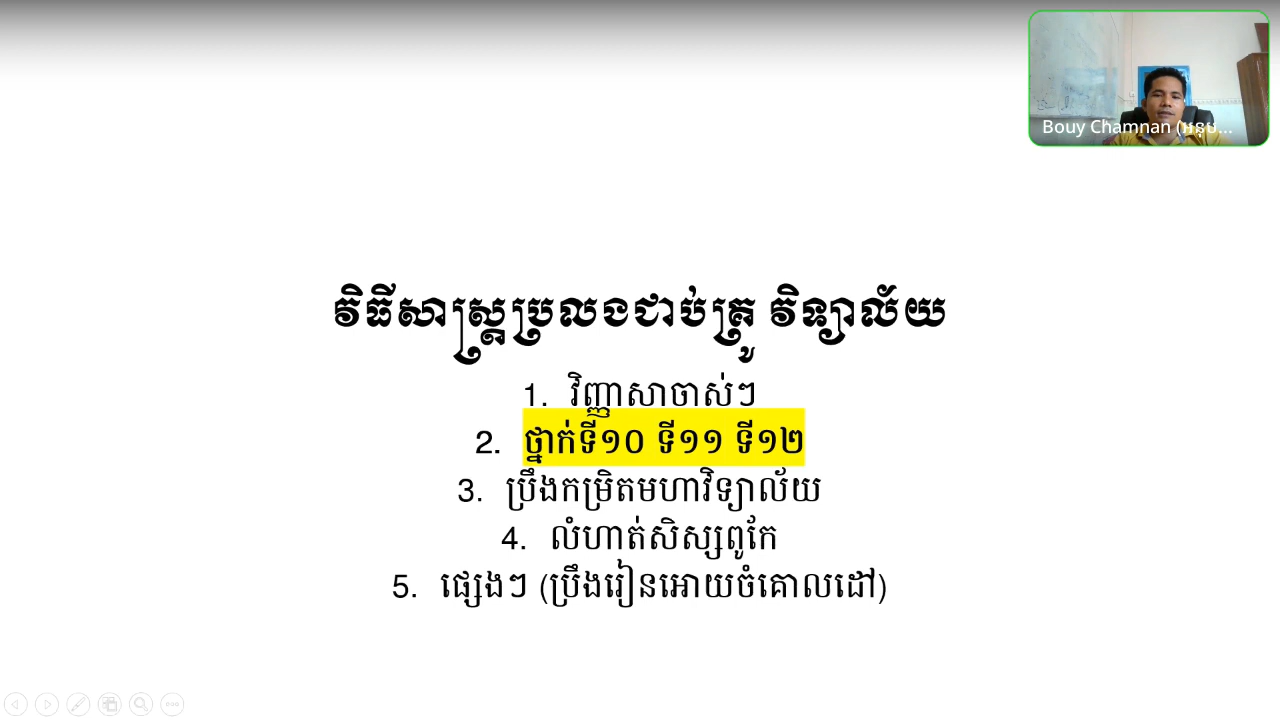 Bouy Chamnan (អនុប...
វិធីសាស្ត្រប្រលងជាប់គ្រូ វិទ្យាល័យ
1. វិញ្ញាសាចាស់ៗ
2. ថ្នាក់ទី១០ ទី១១ ទី១២
3. ប្រឹងកម្រិតមហាវិទ្យាល័យ
4. លំហាត់សិស្សពូកែ
5. ផ្សេងៗ (ប្រឹងរៀនអោយចំគោលដៅ)